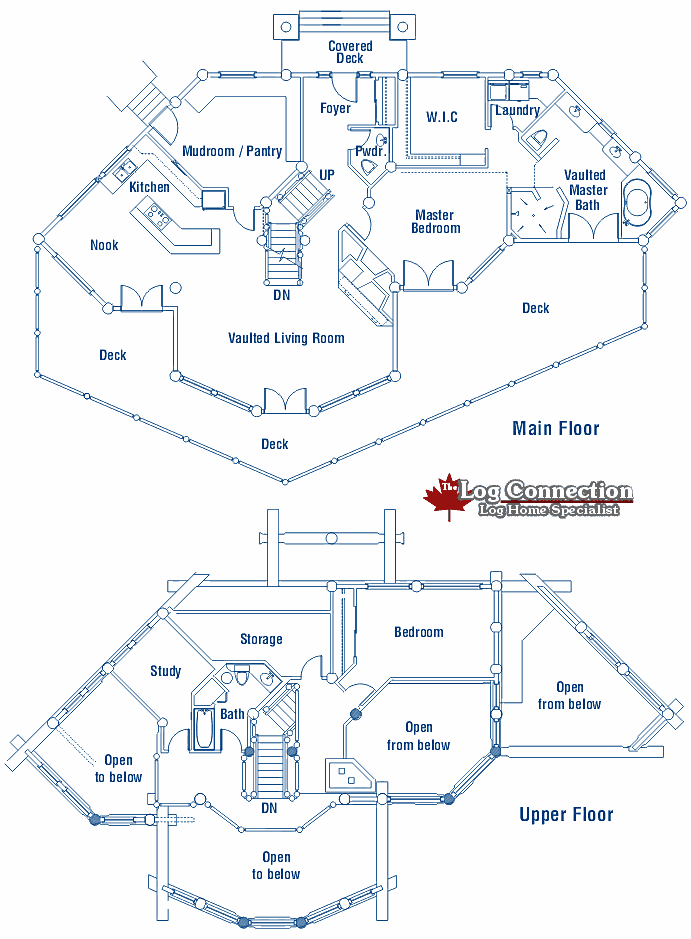 Covered
Deck
Foyer
W.I.C
Laundry
Mudroom / Pantry
Pwdr.
UP
Kitchen
Vaulted
Master
Bath
Master
Bedroom
Nook
DN
Deck
Vaulted Living Room
Deck
Deck
Main Floor
The Log Connection
Log Home Specialist
Bedroom
Storage
Study
Bath
Open
from below
Open
from below
Open
to below
DN
Upper Floor
Open
to below